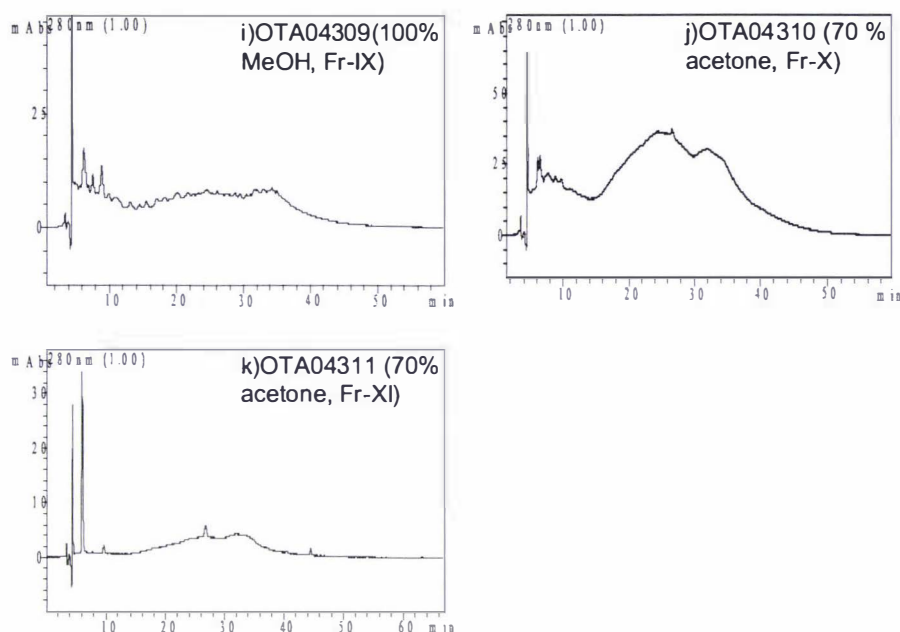 mAbs 280nm (1.00)
i)OTA04309(100%
MeOH, Fr-IX)
25
0
10 20 30 40 50
min
mAbs 280nm (1.00)
j)OTA04310 (70 %
acetone, Fr-X)
50
25
0
10 20 30 40 50
min
mAbs 280nm (1.00)
k)OTA04311 (70%
acetone, Fr-XI)
30
20
10
0
10 20 30 40 50 60
min